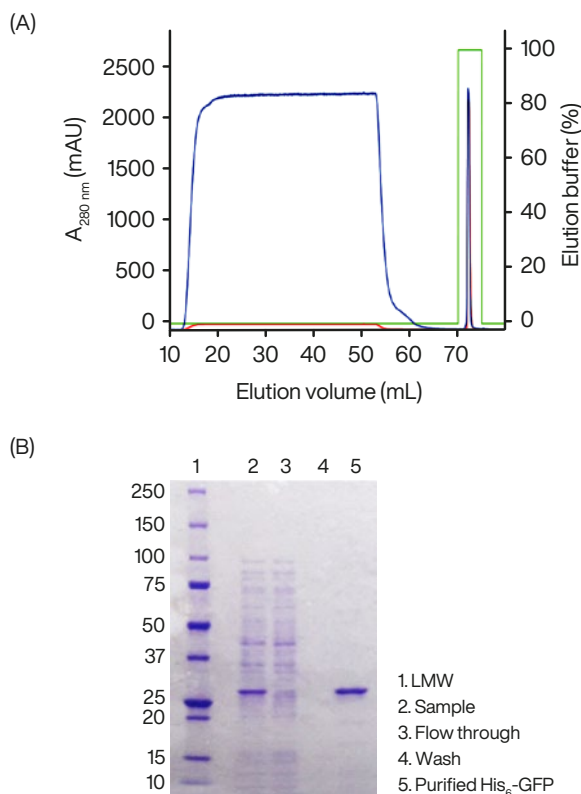 (A)
2500
2000
1500
1000
500
0
A280 nm (mAU)
100
80
60
40
20
0
Elution buffer (%)
10 20 30 40 50 60 70
Elution volume (mL)
(B)
1 2 3 4 5
250
150
100
75
50
37
25
20
15
10
1. LMW
2. Sample
3. Flow through
4. Wash
5. Purified His6-GFP